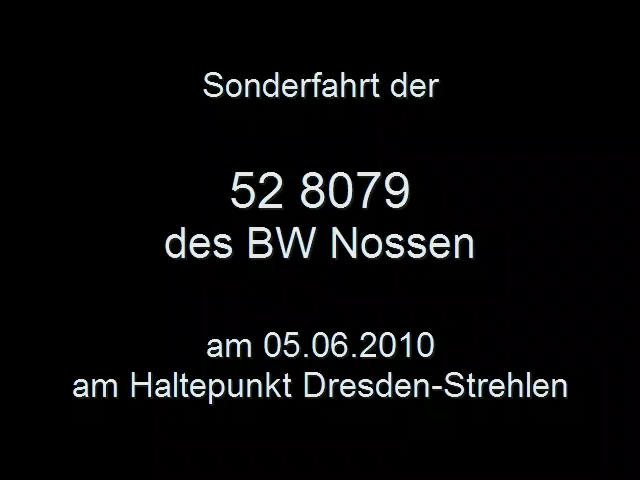 Sonderfahrt der
52 8079
des BW Nossen
am 05.06.2010
am Haltepunkt Dresden-Strehlen